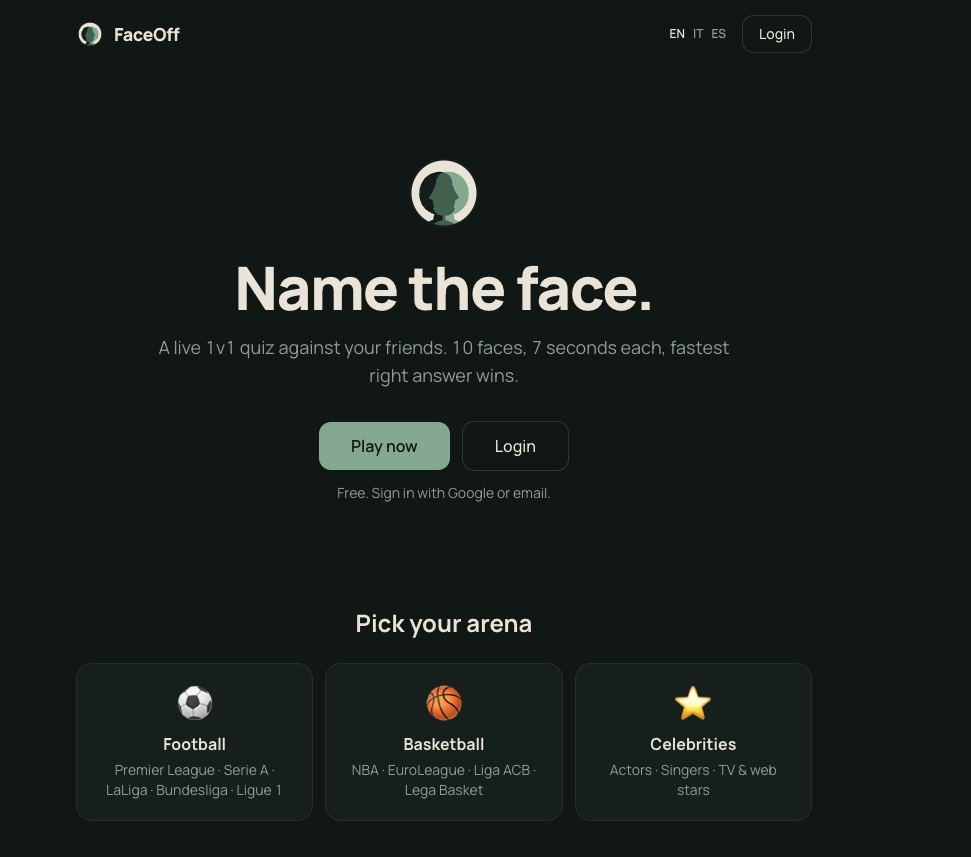 FaceOff
EN IT ES
Login
Name the face.
A live 1v1 quiz against your friends. 10 faces, 7 seconds each, fastest
right answer wins.
Play now
Login
Free. Sign in with Google or email.
Pick your arena
Football
Premier League · Serie A ·
LaLiga · Bundesliga · Ligue 1
Basketball
NBA · EuroLeague · Liga ACB ·
Lega Basket
Celebrities
Actors · Singers · TV & web
stars